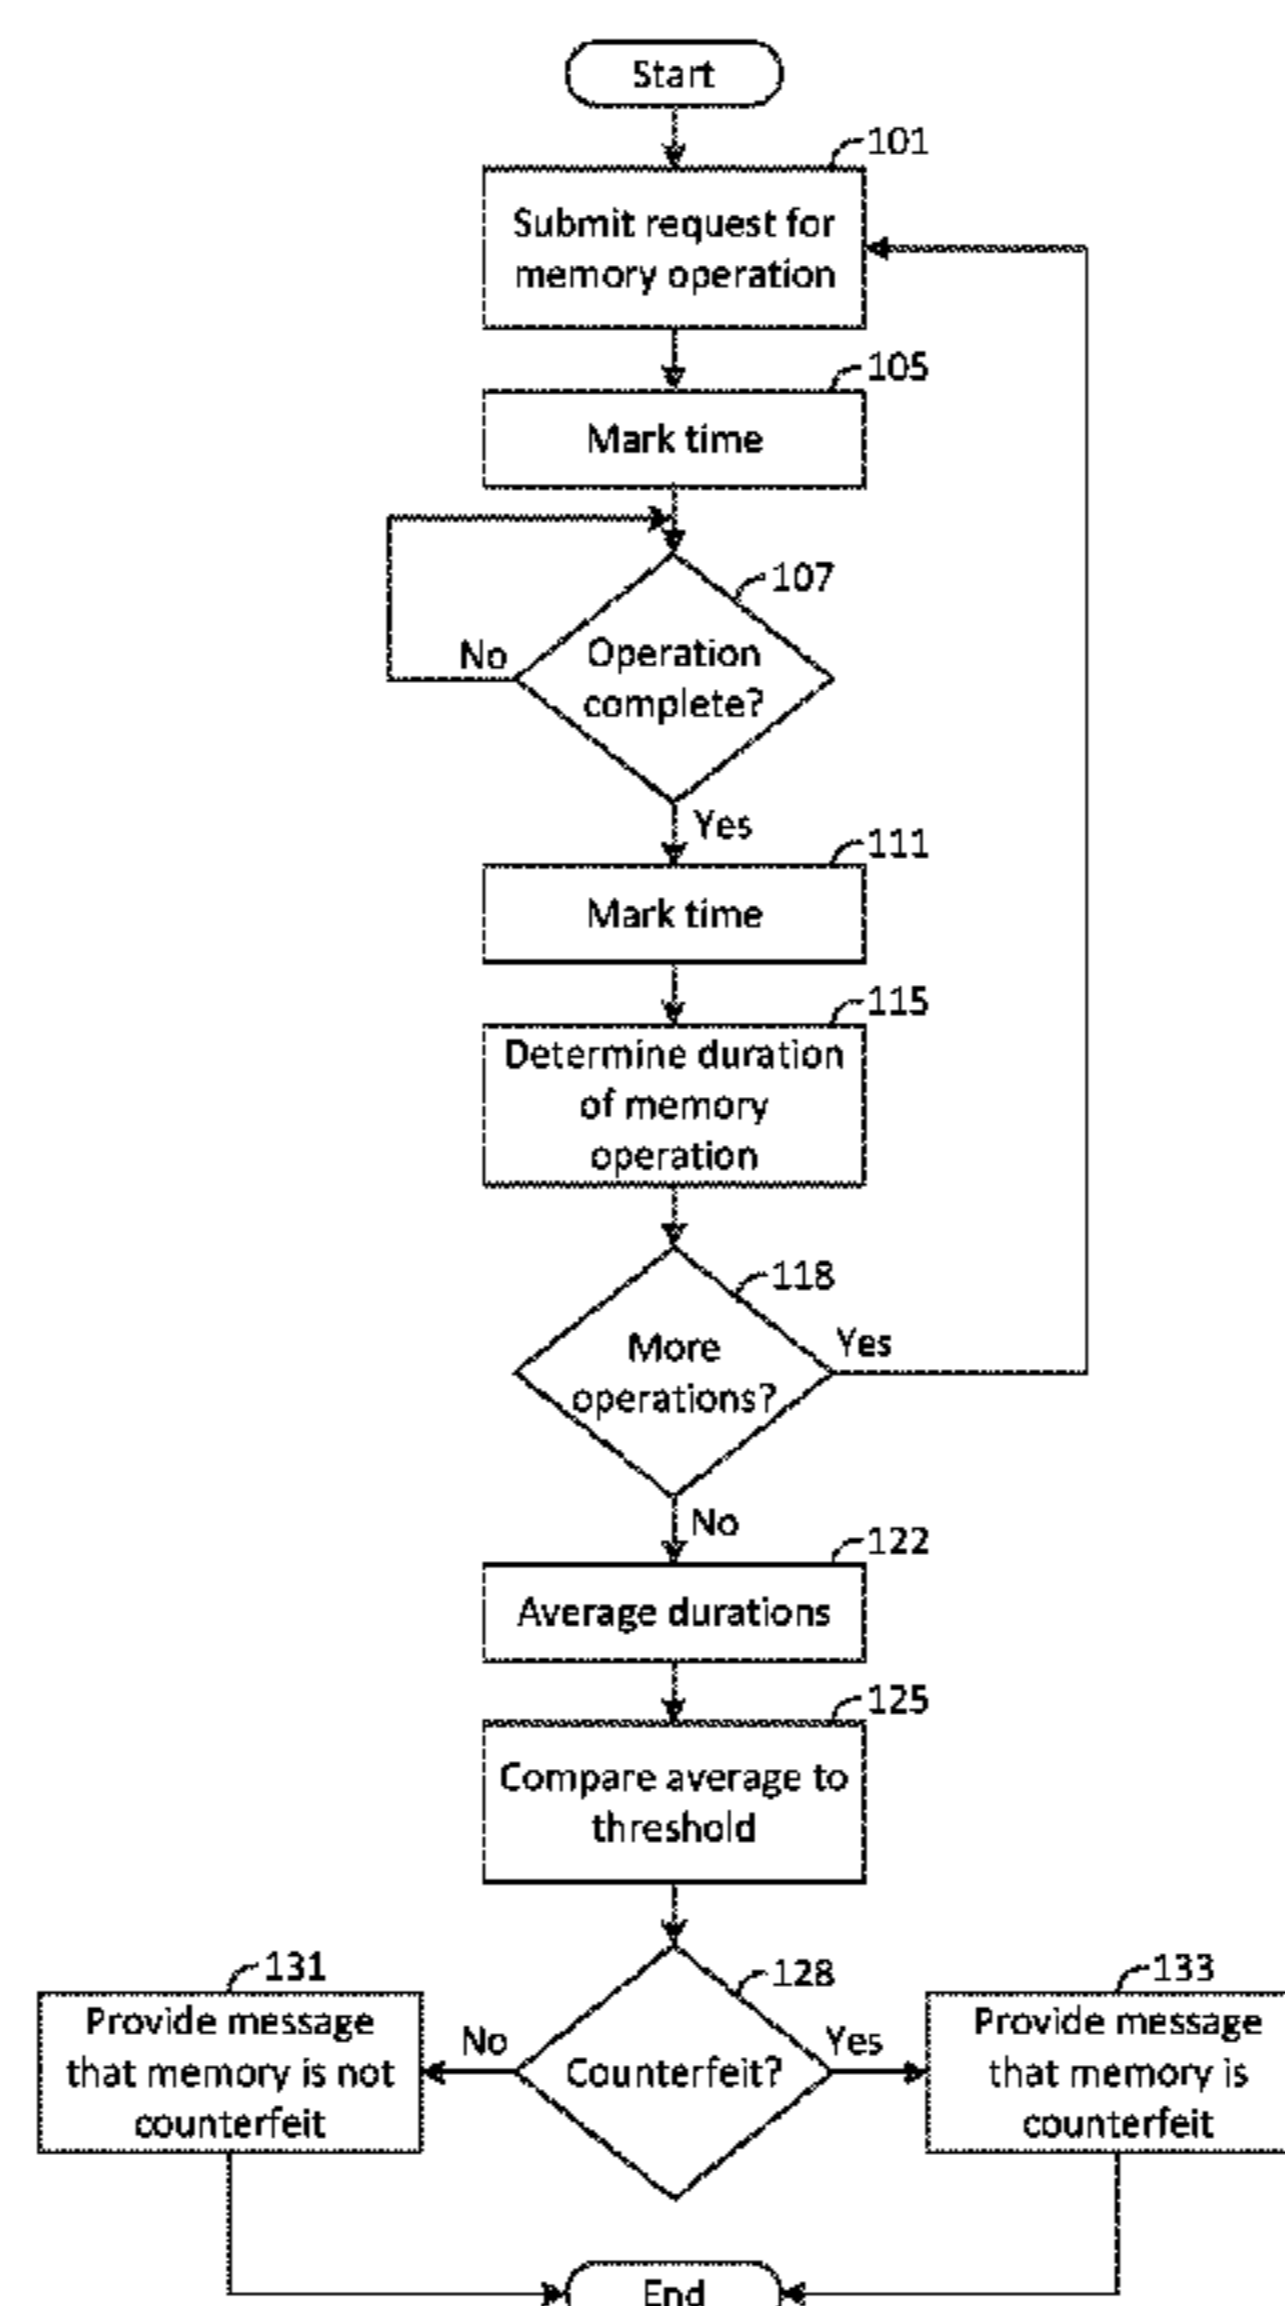 Start
101
Submit request for
memory operation
105
Mark time
107
No
Operation
complete?
Yes
111
Mark time
115
Determine duration
of memory
operation
118
More
operations?
Yes
No
122
Average durations
125
Compare average to
threshold
131
Provide message
that memory is not
counterfeit
No
128
Counterfeit?
Yes
133
Provide message
that memory is
counterfeit
End